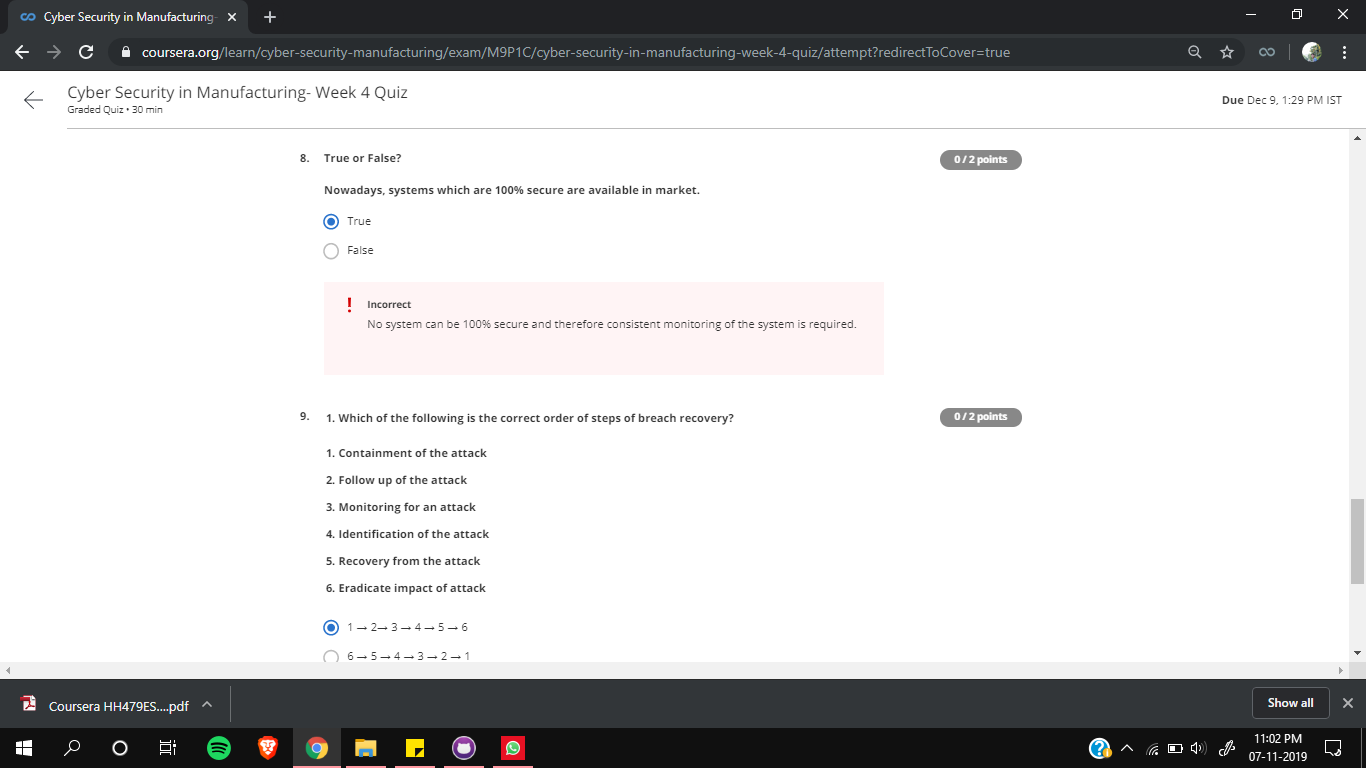 Cyber Security in Manufacturing-
coursera.org/learn/cyber-security-manufacturing/exam/M9P1C/cyber-security-in-manufacturing-week-4-quiz/attempt?redirectToCover=true
Cyber Security in Manufacturing- Week 4 Quiz
Graded Quiz • 30 min
Due Dec 9, 1:29 PM IST
8. True or False?
0 / 2 points
Nowadays, systems which are 100% secure are available in market.
True
False
Incorrect
No system can be 100% secure and therefore consistent monitoring of the system is required.
9. 1. Which of the following is the correct order of steps of breach recovery?
0 / 2 points
1. Containment of the attack
2. Follow up of the attack
3. Monitoring for an attack
4. Identification of the attack
5. Recovery from the attack
6. Eradicate impact of attack
1 → 2→ 3 → 4 → 5 → 6
6 → 5 → 4 → 3 → 2 → 1
Coursera HH479ES....pdf
Show all
11:02 PM
07-11-2019